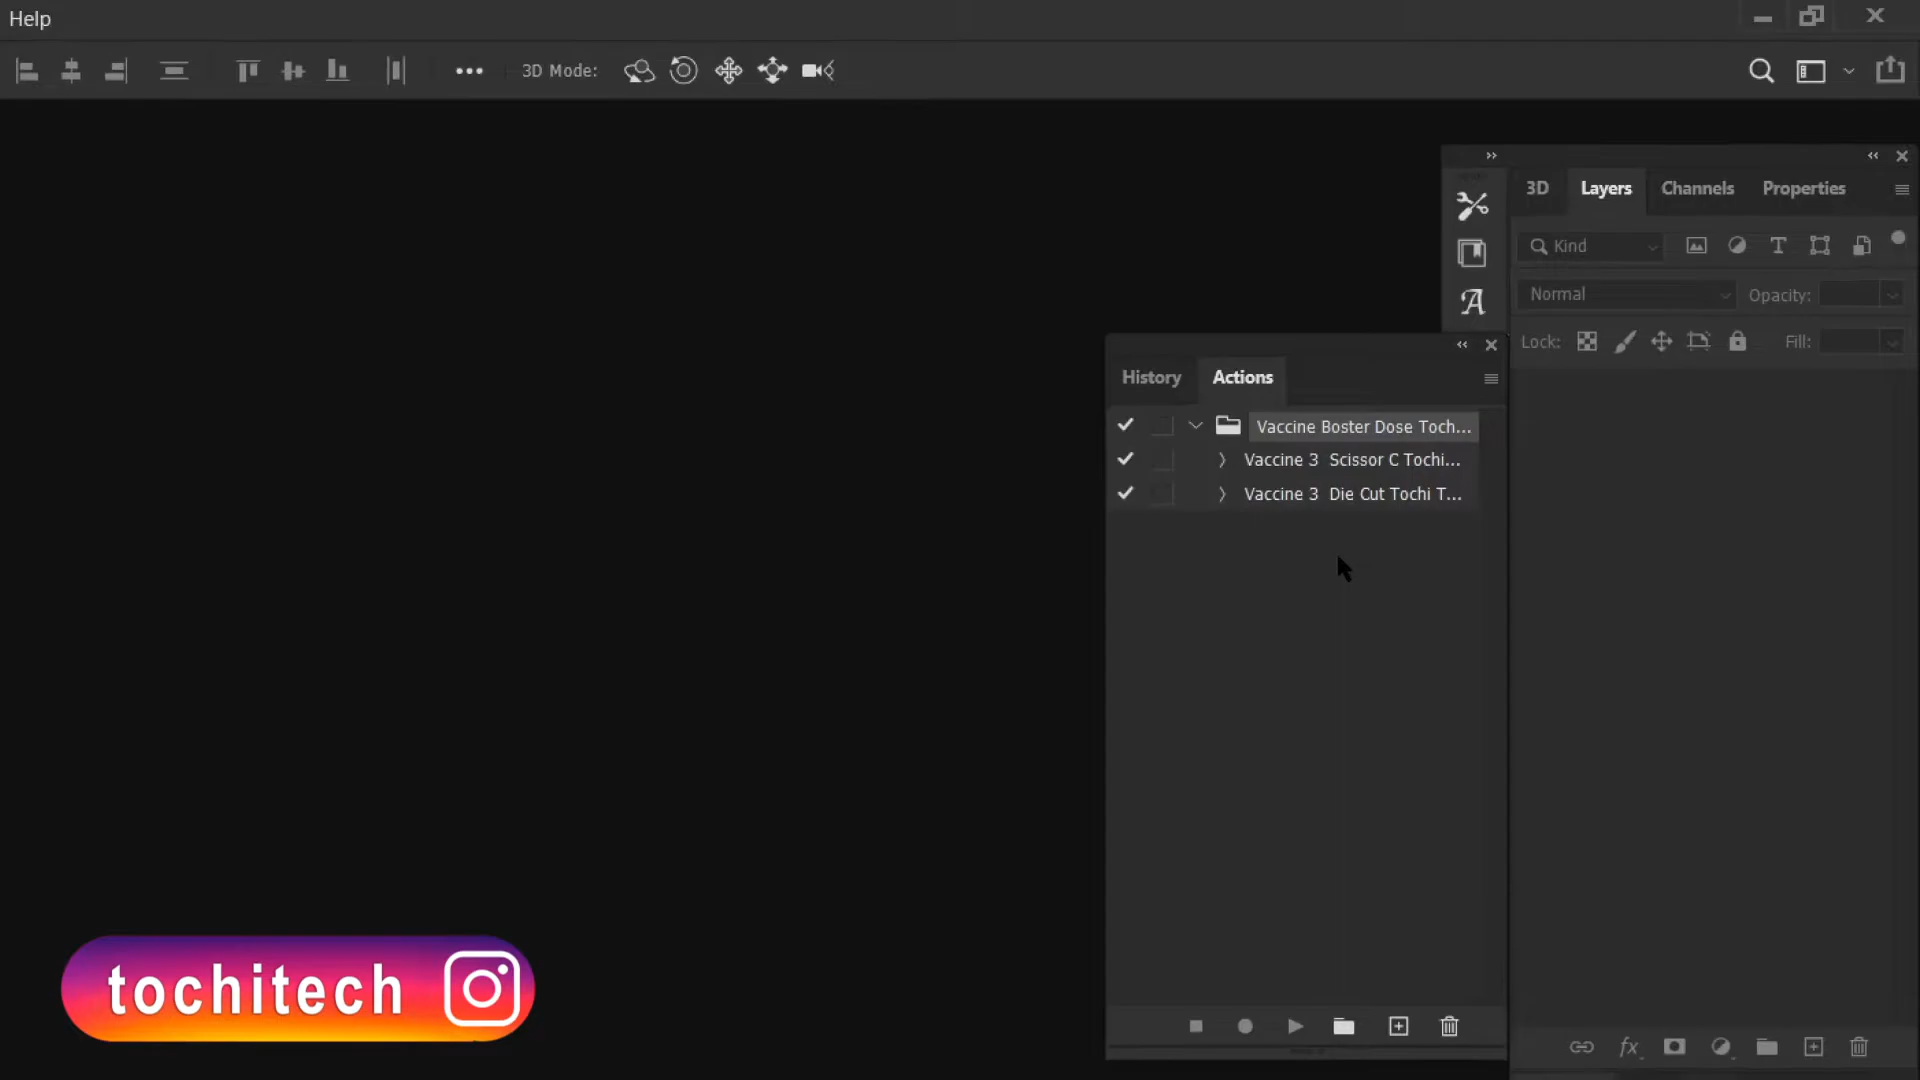 Help
3D Mode:
3D Layers Channels Properties
Kind
Normal Opacity:
Lock: Fill:
History Actions
Vaccine Boster Dose Toch...
Vaccine 3 Scissor C Tochi...
Vaccine 3 Die Cut Tochi T...
tochitech
fx